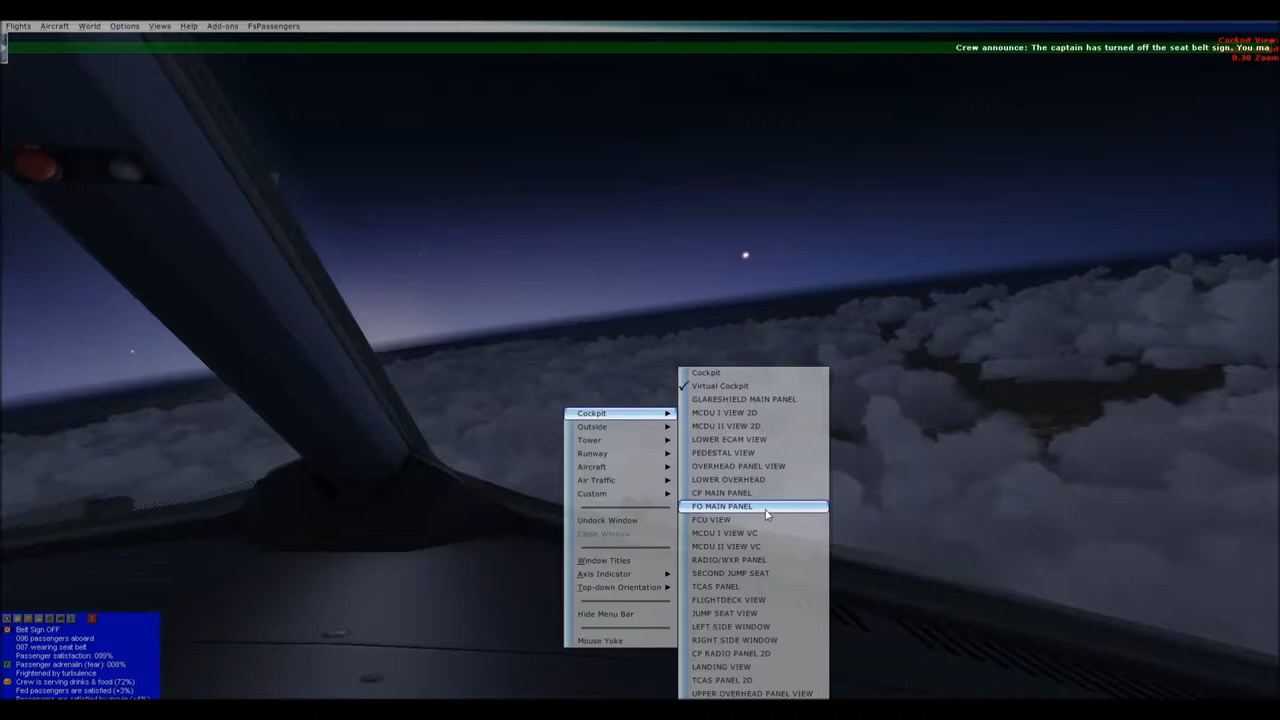 Flights Aircraft World Options Views Help Add-ons FsPassengers
Cockpit View:
Crew announce: The captain has turned off the seat belt sign. You ma
0.30 Zoom
Cockpit
Outside
Tower
Runway
Aircraft
Air Traffic
Custom
Undock Window
Close Window
Window Titles
Axis Indicator
Top-down Orientation
Hide Menu Bar
Mouse Yoke
Cockpit
Virtual Cockpit
GLARESHIELD MAIN PANEL
MCDU I VIEW 2D
MCDU II VIEW 2D
LOWER ECAM VIEW
PEDESTAL VIEW
OVERHEAD PANEL VIEW
LOWER OVERHEAD
CP MAIN PANEL
FO MAIN PANEL
FCU VIEW
MCDU I VIEW VC
MCDU II VIEW VC
RADIO/WXR PANEL
SECOND JUMP SEAT
TCAS PANEL
FLIGHTDECK VIEW
JUMP SEAT VIEW
LEFT SIDE WINDOW
RIGHT SIDE WINDOW
CP RADIO PANEL 2D
LANDING VIEW
TCAS PANEL 2D
UPPER OVERHEAD PANEL VIEW
Belt Sign OFF
096 passengers aboard
087 wearing seat belt
Passenger satisfaction: 099%
Passenger adrenalin (fear): 008%
Frightened by turbulence
Crew is serving drinks & food (72%)
Fed passengers are satisfied (+3%)